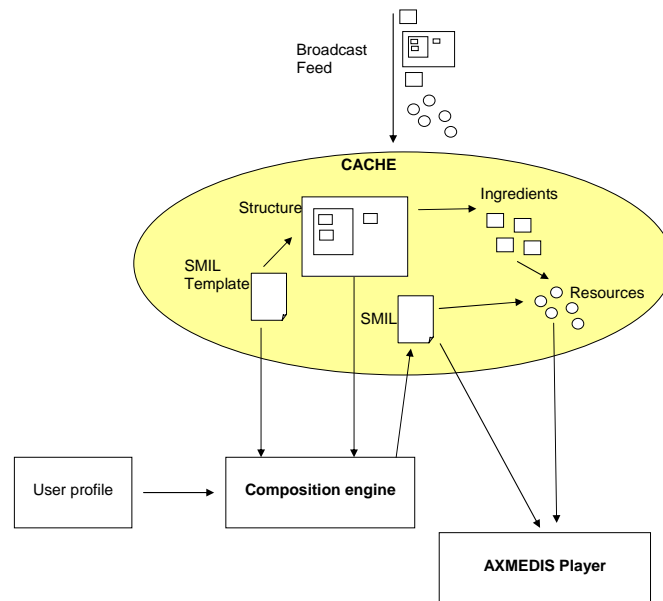 Broadcast
Feed
CACHE
Ingredients
Structure
SMIL
Template
Resources
SMIL
User profile
Composition engine
AXMEDIS Player